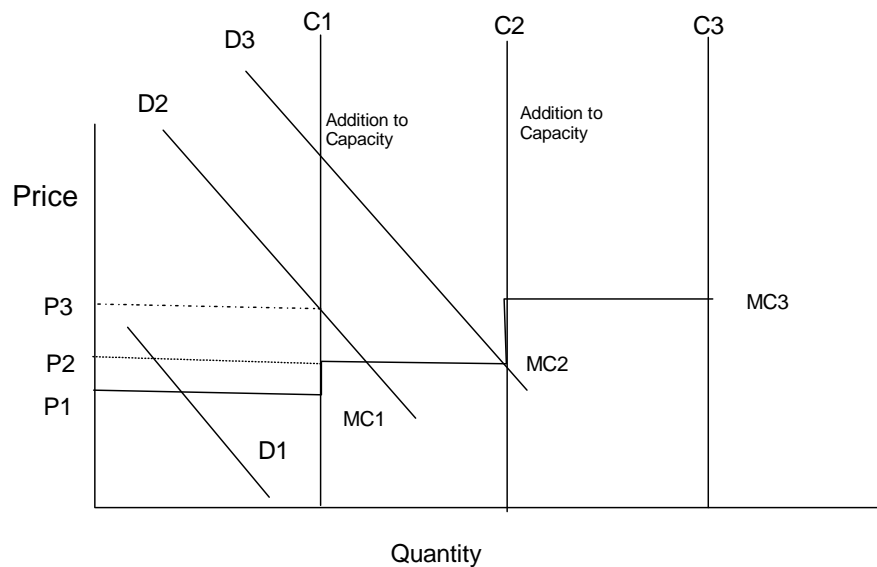 C1
C2
C3
D3
D2
Addition to
Capacity
Addition to
Capacity
Price
P3
MC3
P2
MC2
P1
MC1
D1
Quantity